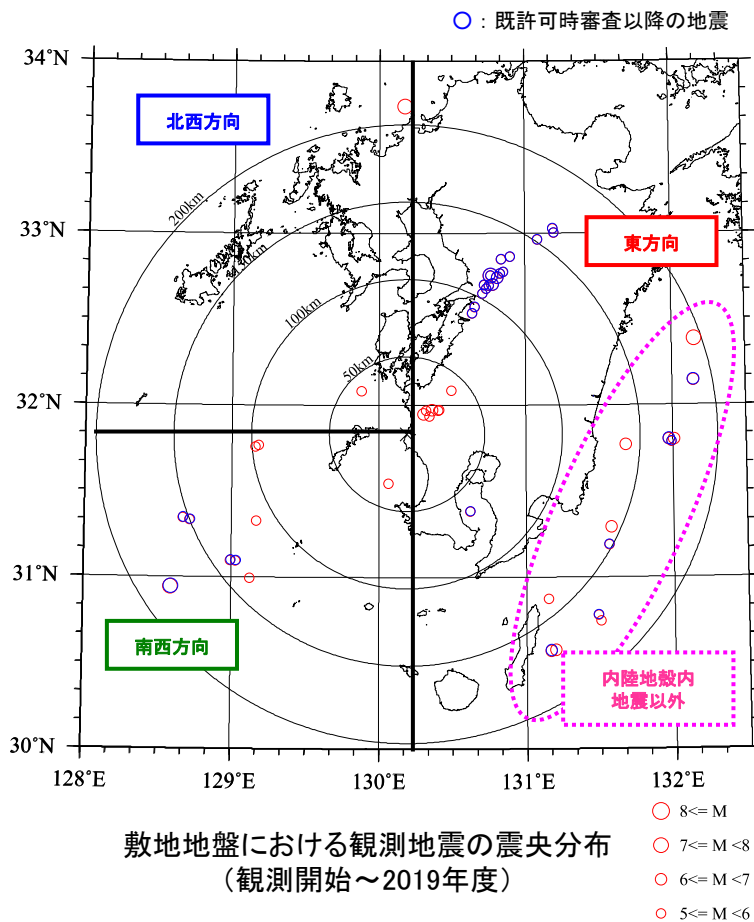 ○ : 既許可時審査以降の地震
34˚N
33˚N
32˚N
31˚N
30˚N
北西方向
東方向
南西方向
内陸地殻内
地震以外
200km
150km
100km
50km
128˚E
129˚E
130˚E
131˚E
132˚E
敷地地盤における観測地震の震央分布
（観測開始～2019年度）
8<= M
7<= M <8
6<= M <7
5<= M <6